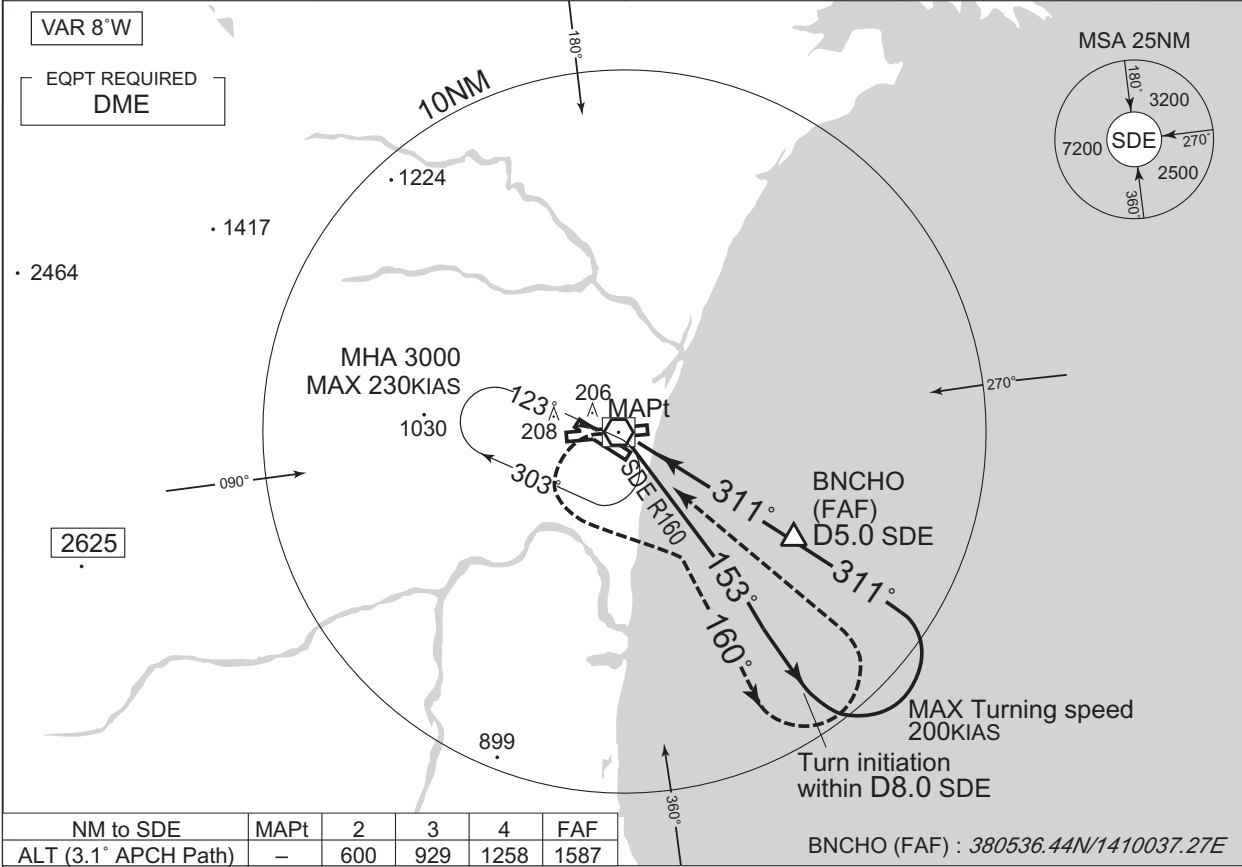 VAR 8°W
EQPT REQUIRED
DME
180°
10NM
MSA 25NM
180°
3200
SDE
270°
7200
2500
360°
1224
1417
2464
MHA 3000
MAX 230KIAS
123°
206
MAPt
1030
208
270°
303°
SDE R160
311°
BNCHO
(FAF)
D5.0 SDE
090°
2625
153°
311°
160°
MAX Turning speed
200KIAS
899
Turn initiation
within D8.0 SDE
360°
NM to SDE MAPt 2 3 4 FAF
ALT (3.1° APCH Path) – 600 929 1258 1587
BNCHO (FAF) : 380536.44N/1410037.27E